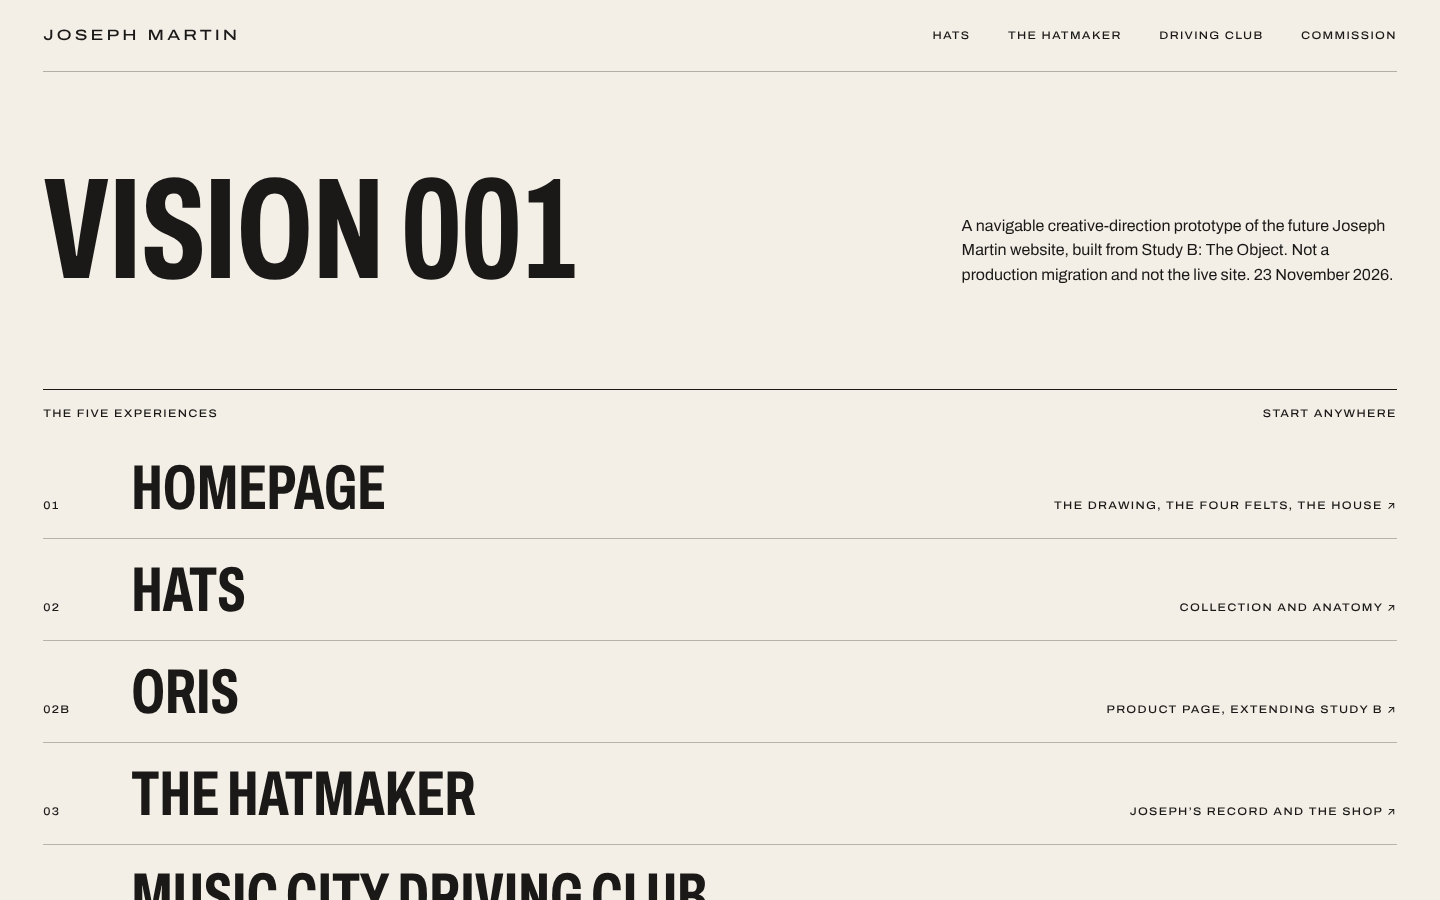 JOSEPH MARTIN
HATS
THE HATMAKER
DRIVING CLUB
COMMISSION
VISION 001
A navigable creative-direction prototype of the future Joseph
Martin website, built from Study B: The Object. Not a
production migration and not the live site. 23 November 2026.
THE FIVE EXPERIENCES
START ANYWHERE
01
HOMEPAGE
THE DRAWING, THE FOUR FELTS, THE HOUSE ↗
02
HATS
COLLECTION AND ANATOMY ↗
02B
ORIS
PRODUCT PAGE, EXTENDING STUDY B ↗
03
THE HATMAKER
JOSEPH’S RECORD AND THE SHOP ↗
MUSIC CITY DRIVING CLUB